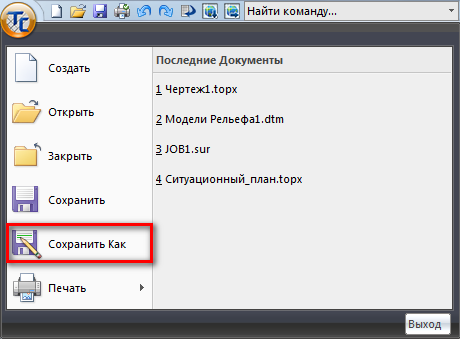 Tc
Найти команду...
Создать
Открыть
Закрыть
Сохранить
Сохранить Как
Печать
Последние Документы
1 Чертеж1.topx
2 Модели Рельефа1.dtm
3 JOB1.sur
4 Ситуационный_план.topx
Выход